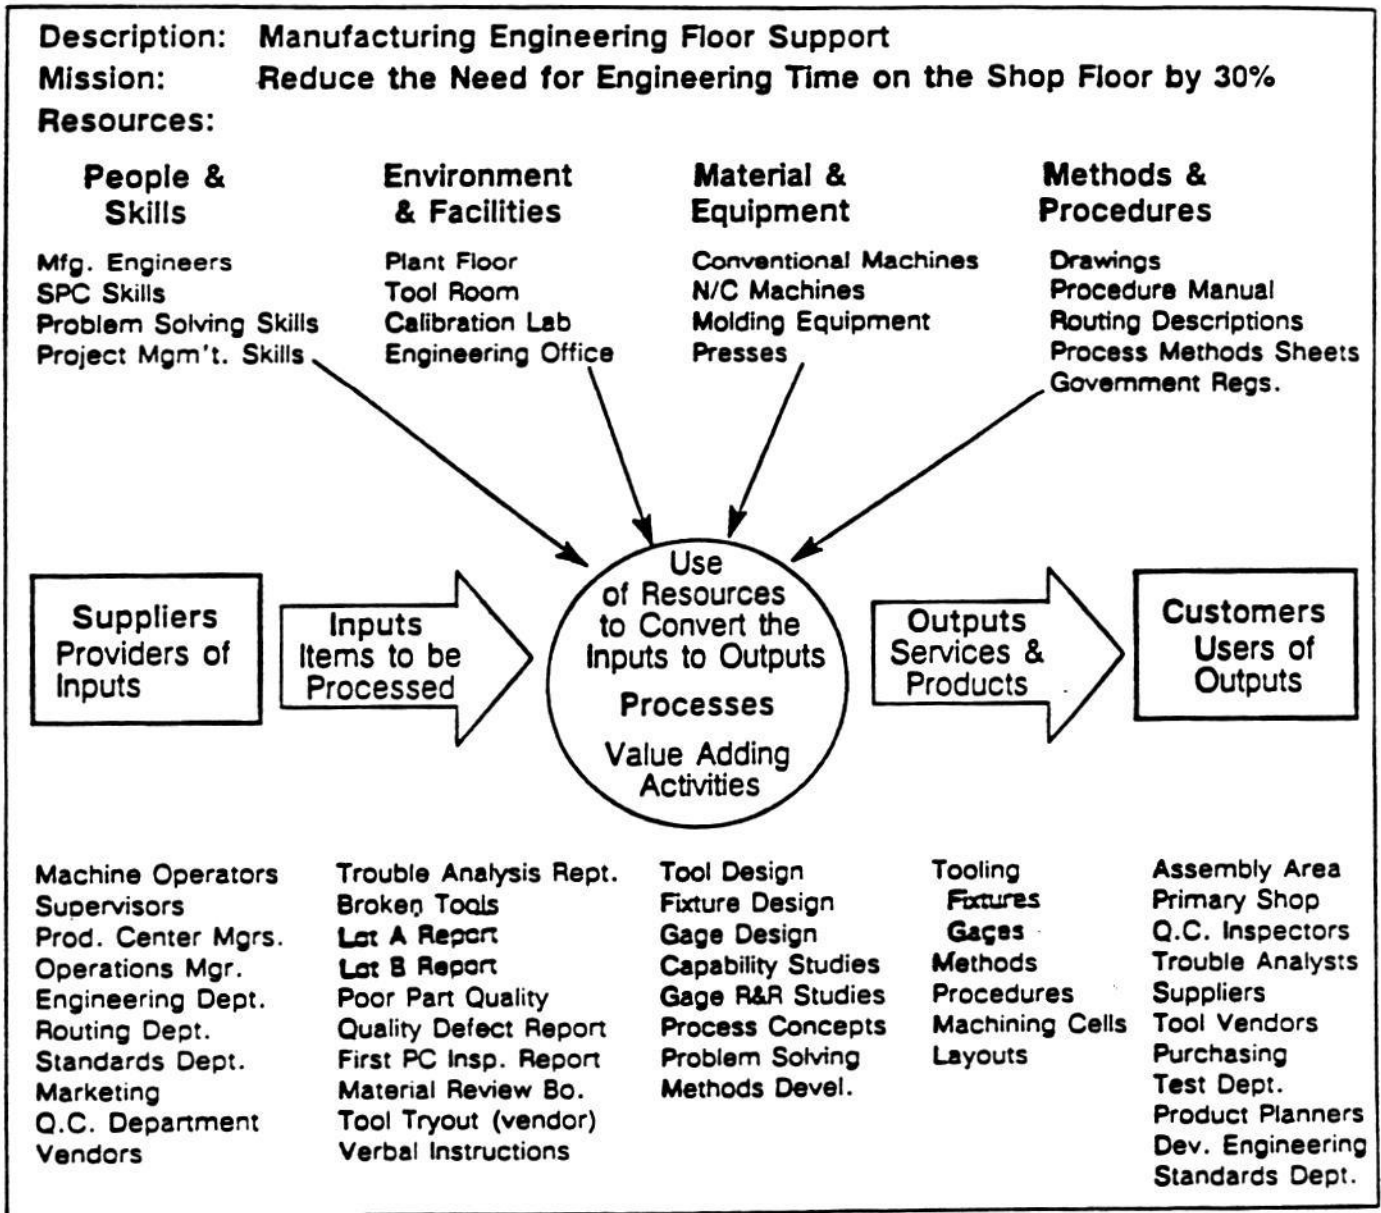 Description: Manufacturing Engineering Floor Support
Mission: Reduce the Need for Engineering Time on the Shop Floor by 30%
Resources:
People &
Skills
Mfg. Engineers
SPC Skills
Problem Solving Skills
Project Mgm't. Skills
Environment
& Facilities
Plant Floor
Tool Room
Calibration Lab
Engineering Office
Material &
Equipment
Conventional Machines
N/C Machines
Molding Equipment
Presses
Methods &
Procedures
Drawings
Procedure Manual
Routing Descriptions
Process Methods Sheets
Government Regs.
Suppliers
Providers of
Inputs
Inputs
Items to be
Processed
Use
of Resources
to Convert the
Inputs to Outputs
Processes
Value Adding
Activities
Outputs
Services &
Products
Customers
Users of
Outputs
Machine Operators
Supervisors
Prod. Center Mgrs.
Operations Mgr.
Engineering Dept.
Routing Dept.
Standards Dept.
Marketing
Q.C. Department
Vendors
Trouble Analysis Rept.
Broken Tools
Lot A Report
Lot B Report
Poor Part Quality
Quality Defect Report
First PC Insp. Report
Material Review Bo.
Tool Tryout (vendor)
Verbal Instructions
Tool Design
Fixture Design
Gage Design
Capability Studies
Gage R&R Studies
Process Concepts
Problem Solving
Methods Devel.
Tooling
Fixtures
Gages
Methods
Procedures
Machining Cells
Layouts
Assembly Area
Primary Shop
Q.C. Inspectors
Trouble Analysts
Suppliers
Tool Vendors
Purchasing
Test Dept.
Product Planners
Dev. Engineering
Standards Dept.